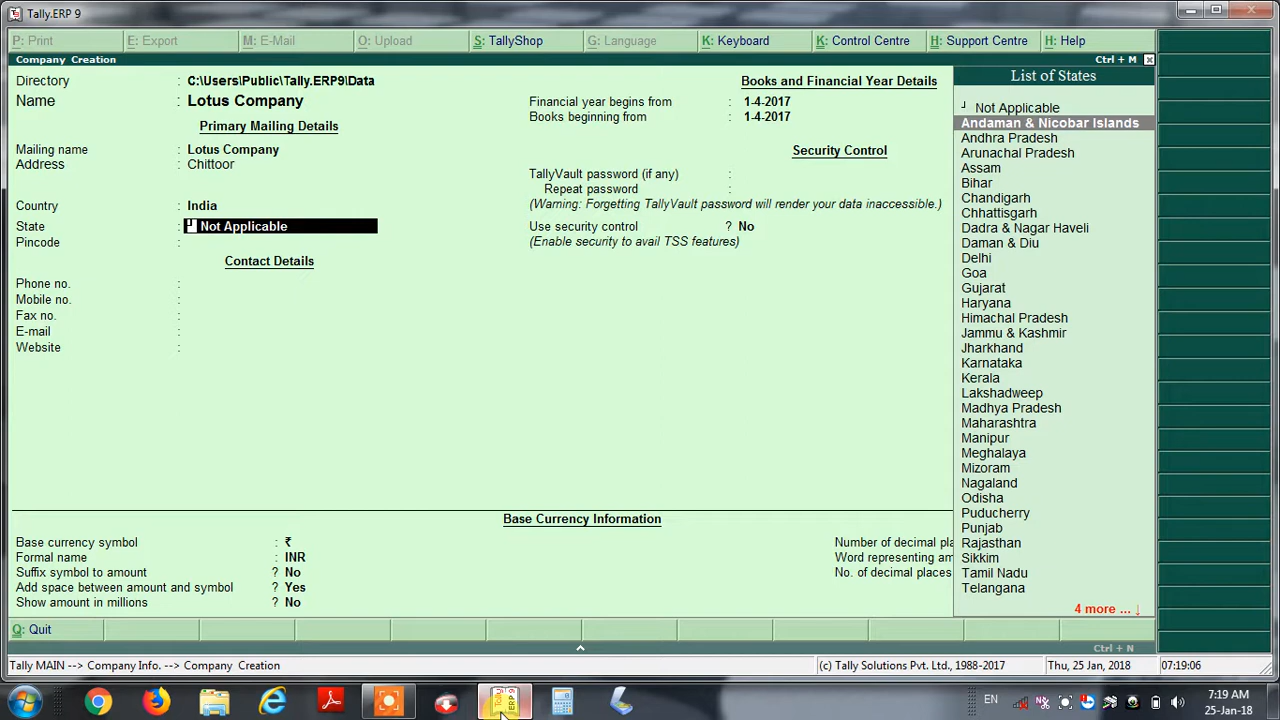 Tally.ERP 9
P: Print E: Export M: E-Mail O: Upload S: TallyShop G: Language K: Keyboard K: Control Centre H: Support Centre H: Help
Company Creation Ctrl + M
Directory : C:\Users\Public\Tally.ERP9\Data
Name : Lotus Company
Primary Mailing Details
Mailing name : Lotus Company
Address : Chittoor
Country : India
State : Not Applicable
Pincode :
Contact Details
Phone no. :
Mobile no. :
Fax no. :
E-mail :
Website :
Books and Financial Year Details
Financial year begins from : 1-4-2017
Books beginning from : 1-4-2017
Security Control
TallyVault password (if any) :
Repeat password :
(Warning: Forgetting TallyVault password will render your data inaccessible.)
Use security control ? No
(Enable security to avail TSS features)
List of States
Not Applicable
Andaman & Nicobar Islands
Andhra Pradesh
Arunachal Pradesh
Assam
Bihar
Chandigarh
Chhattisgarh
Dadra & Nagar Haveli
Daman & Diu
Delhi
Goa
Gujarat
Haryana
Himachal Pradesh
Jammu & Kashmir
Jharkhand
Karnataka
Kerala
Lakshadweep
Madhya Pradesh
Maharashtra
Manipur
Meghalaya
Mizoram
Nagaland
Odisha
Puducherry
Punjab
Rajasthan
Sikkim
Tamil Nadu
Telangana
4 more ... ↓
Base Currency Information
Base currency symbol : ₹
Formal name : INR
Suffix symbol to amount ? No
Add space between amount and symbol ? Yes
Show amount in millions ? No
Number of decimal pla
Word representing am
No. of decimal places
Q: Quit
Ctrl + N
Tally MAIN --> Company Info. --> Company Creation (c) Tally Solutions Pvt. Ltd., 1988-2017 Thu, 25 Jan, 2018 07:19:06
Tally ERP9
EN
7:19 AM
25-Jan-18